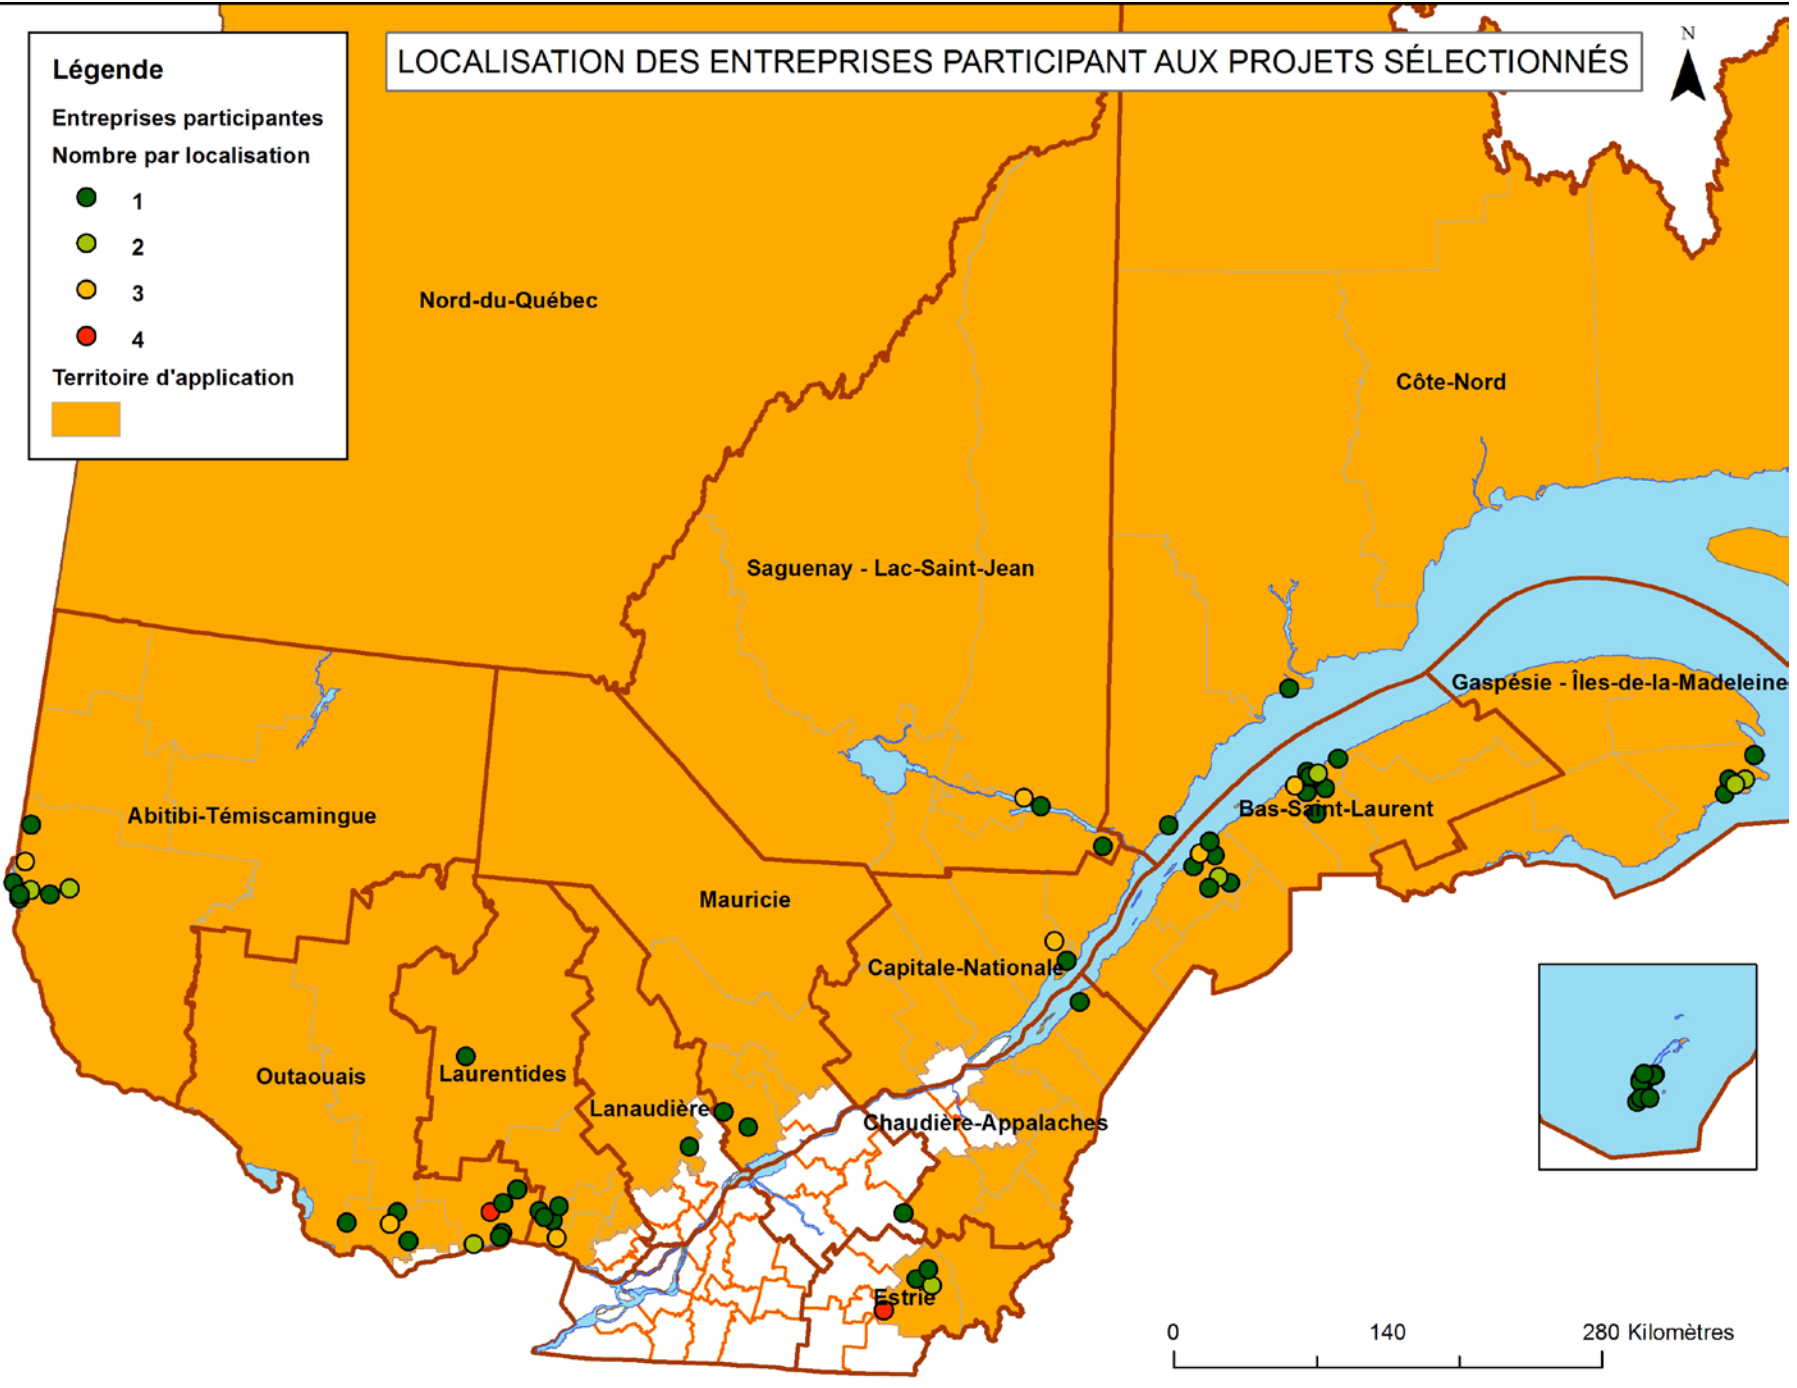 LOCALISATION DES ENTREPRISES PARTICIPANT AUX PROJETS SÉLECTIONNÉS
N
Légende
Entreprises participantes
Nombre par localisation
1
2
3
4
Territoire d'application
Nord-du-Québec
Côte-Nord
Saguenay - Lac-Saint-Jean
Gaspésie - Îles-de-la-Madeleine
Abitibi-Témiscamingue
Bas-Saint-Laurent
Mauricie
Capitale-Nationale
Outaouais
Laurentides
Lanaudière
Chaudière-Appalaches
Estrie
0 140 280 Kilomètres